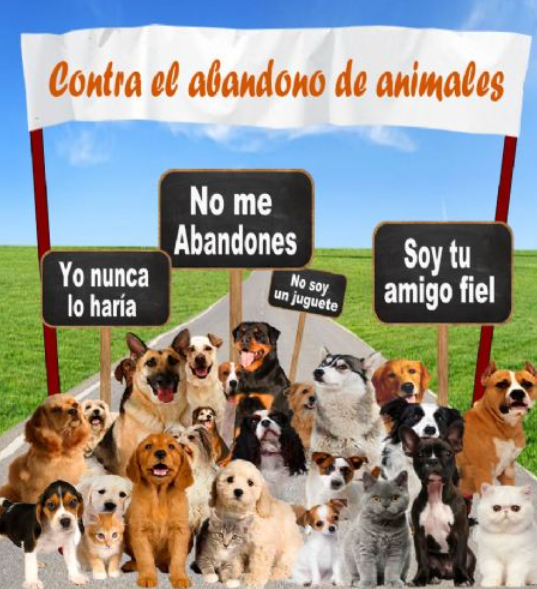 Contra el abandono de animales
No me
Abandones
Yo nunca
lo haría
No soy
un juguete
Soy tu
amigo fiel